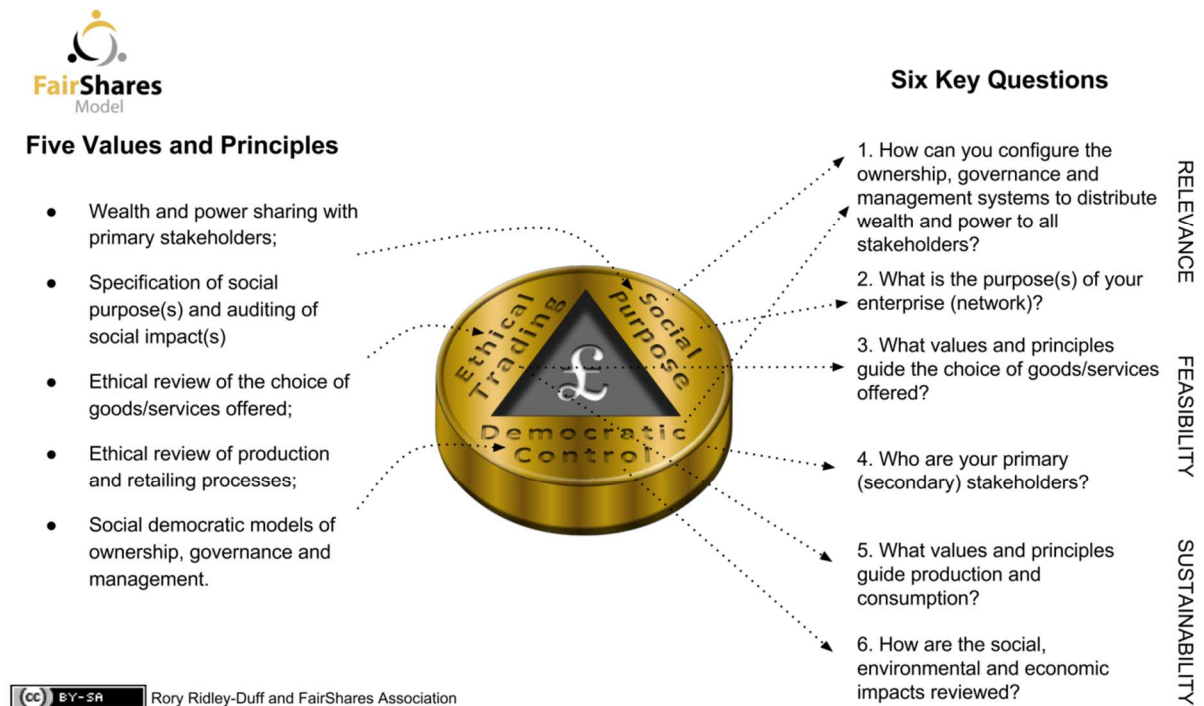 FairShares
Model
Five Values and Principles
● Wealth and power sharing with
primary stakeholders;
● Specification of social
purpose(s) and auditing of
social impact(s)
● Ethical review of the choice of
goods/services offered;
● Ethical review of production
and retailing processes;
● Social democratic models of
ownership, governance and
management.
Ethical
Trading
Social
Purpose
£
Democratic
Control
Six Key Questions
1. How can you configure the
ownership, governance and
management systems to distribute
wealth and power to all
stakeholders?
2. What is the purpose(s) of your
enterprise (network)?
3. What values and principles
guide the choice of goods/services
offered?
4. Who are your primary
(secondary) stakeholders?
5. What values and principles
guide production and
consumption?
6. How are the social,
environmental and economic
impacts reviewed?
RELEVANCE
FEASIBILITY
SUSTAINABILITY
cc BY-SA Rory Ridley-Duff and FairShares Association